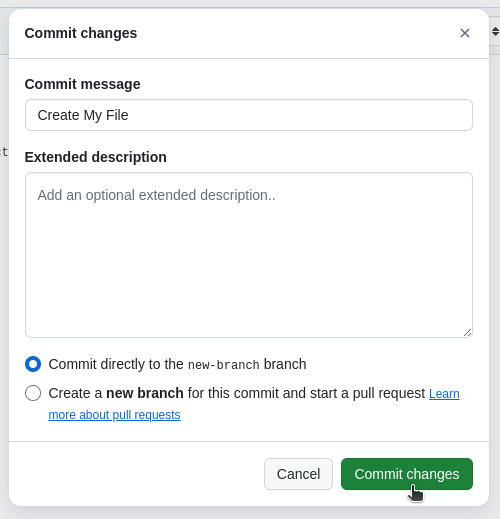 Commit changes
Commit message
Create My File
Extended description
Add an optional extended description..
Commit directly to the new-branch branch
Create a new branch for this commit and start a pull request Learn
more about pull requests
Cancel
Commit changes